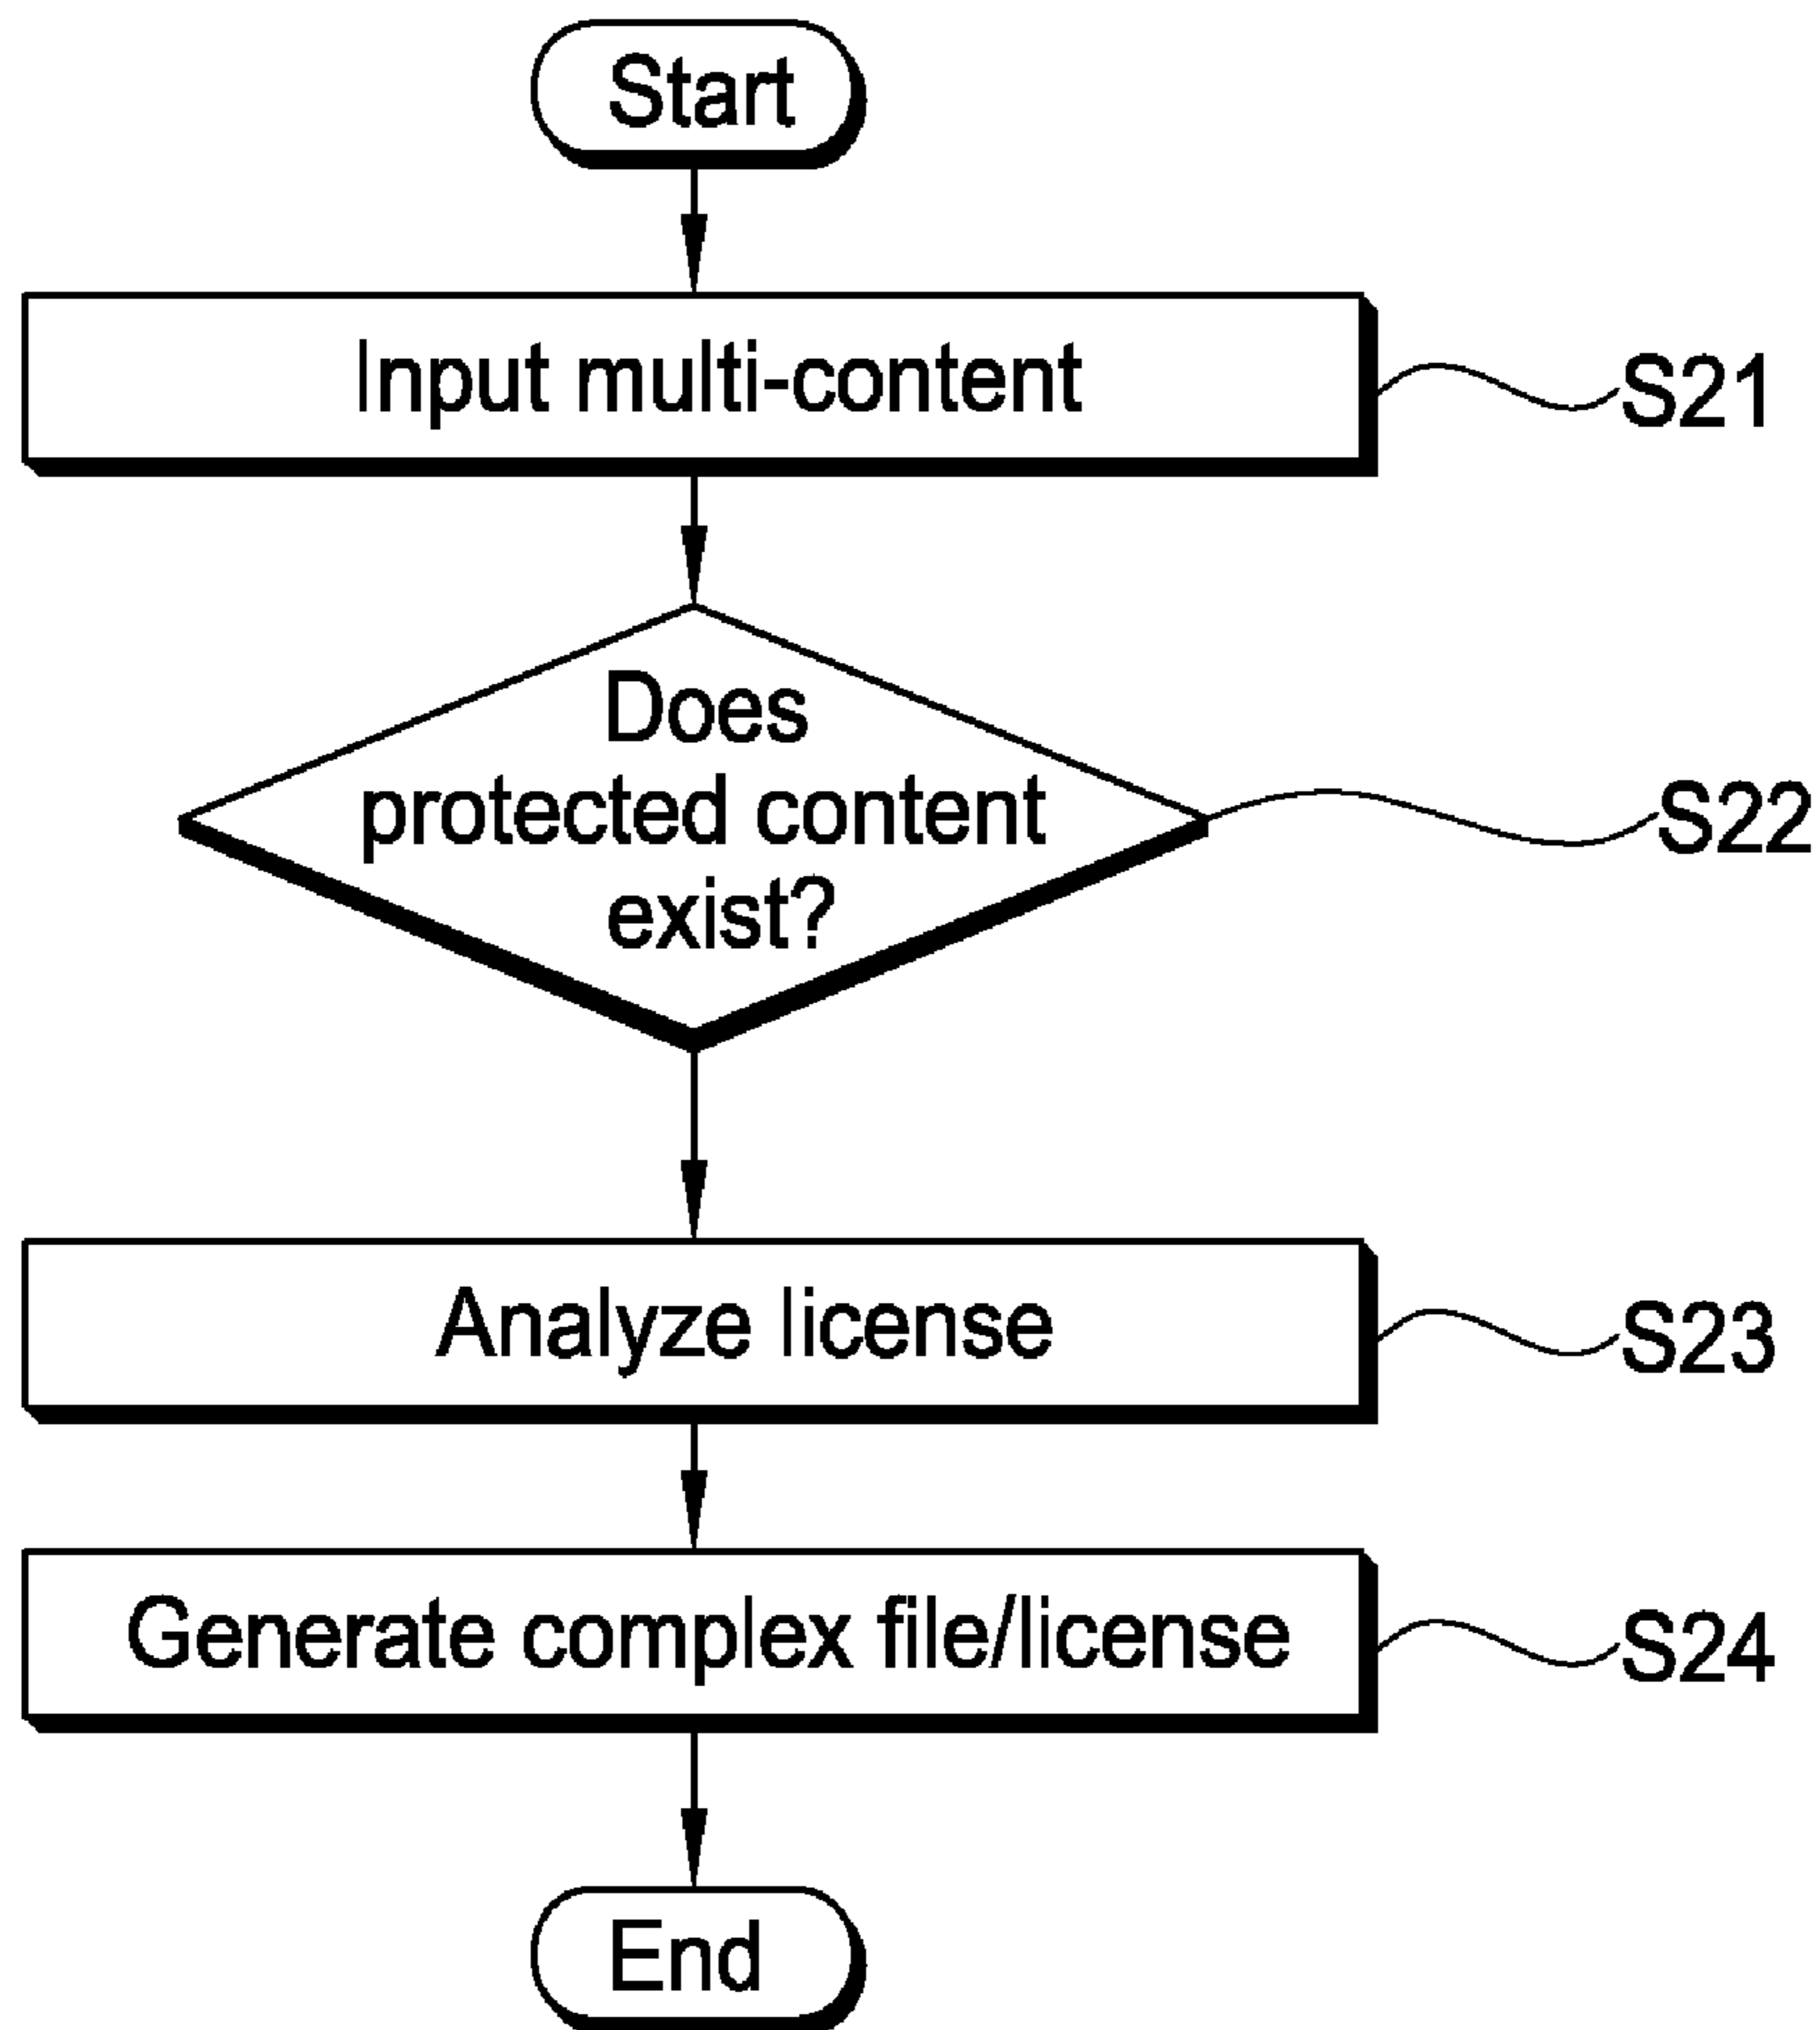 Start
Input multi-content
S21
Does
protected content
exist?
S22
Analyze license
S23
Generate complex file/license
S24
End